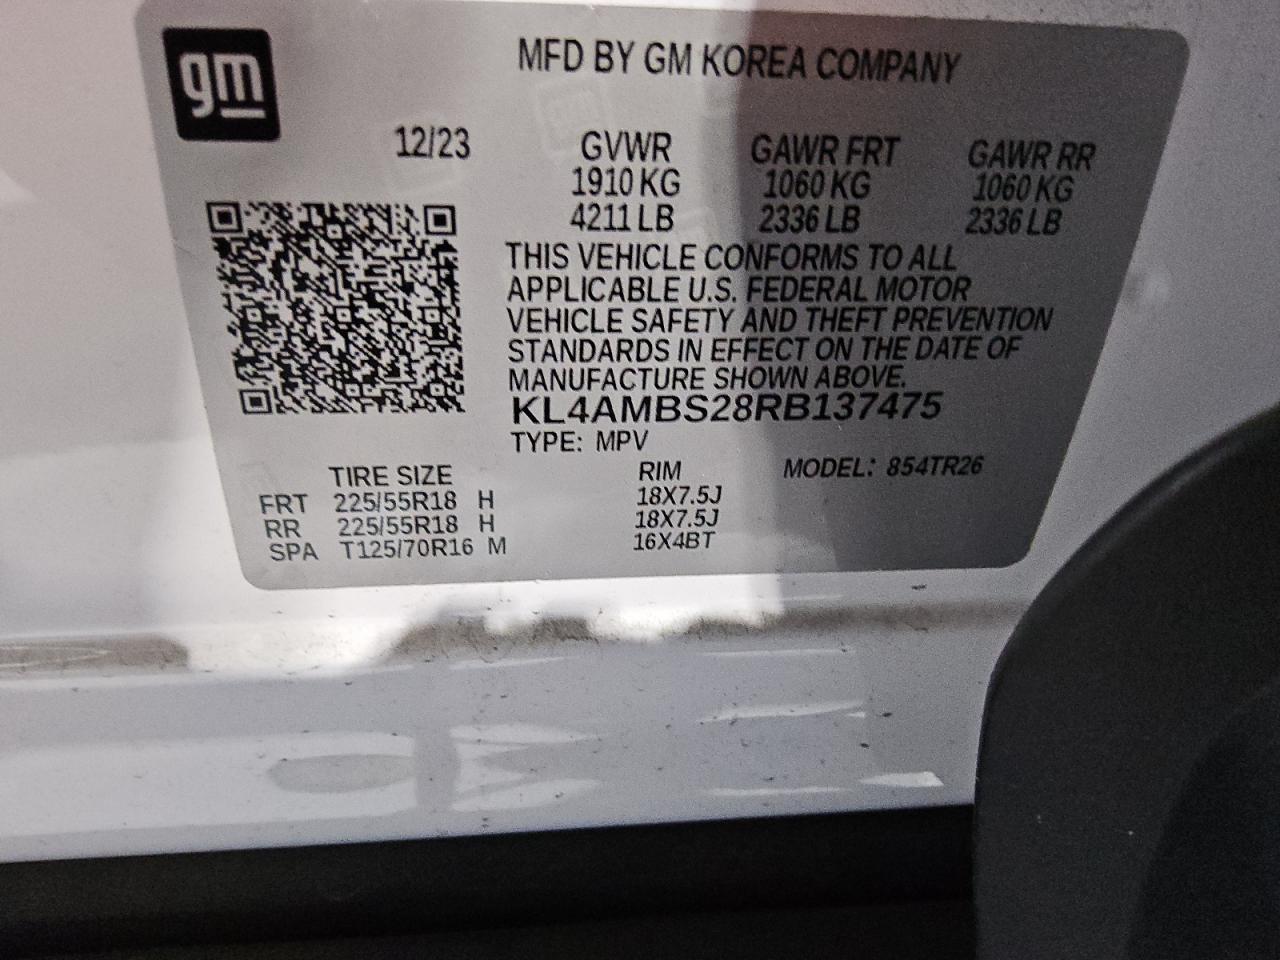 gm
MFD BY GM KOREA COMPANY
12/23 GVWR GAWR FRT GAWR RR
1910 KG 1060 KG 1060 KG
4211 LB 2336 LB 2336 LB
THIS VEHICLE CONFORMS TO ALL
APPLICABLE U.S. FEDERAL MOTOR
VEHICLE SAFETY AND THEFT PREVENTION
STANDARDS IN EFFECT ON THE DATE OF
MANUFACTURE SHOWN ABOVE.
KL4AMBS28RB137475
TYPE: MPV
MODEL: 854TR26
TIRE SIZE RIM
FRT 225/55R18 H 18X7.5J
RR 225/55R18 H 18X7.5J
SPA T125/70R16 M 16X4BT